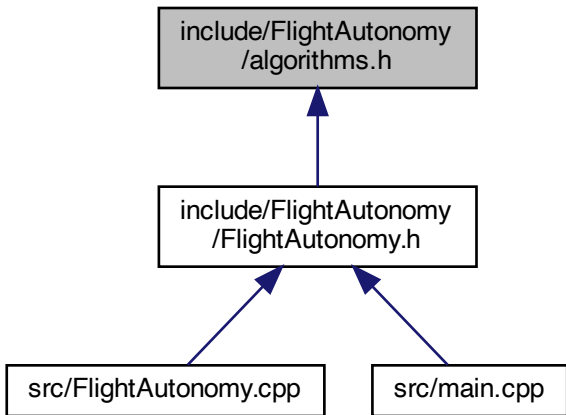 include/FlightAutonomy
/algorithms.h
include/FlightAutonomy
/FlightAutonomy.h
src/FlightAutonomy.cpp
src/main.cpp